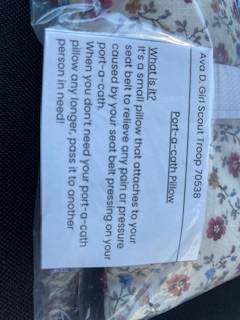 Ava D. Girl Scout Troop 70538
Port-a-cath Pillow
What is it?
It's a small pillow that attaches to your
seat belt to relieve any pain or pressure
caused by your seat belt pressing on your
port-a-cath.
When you don't need your port-a-cath
pillow any longer, pass it to another
person in need!